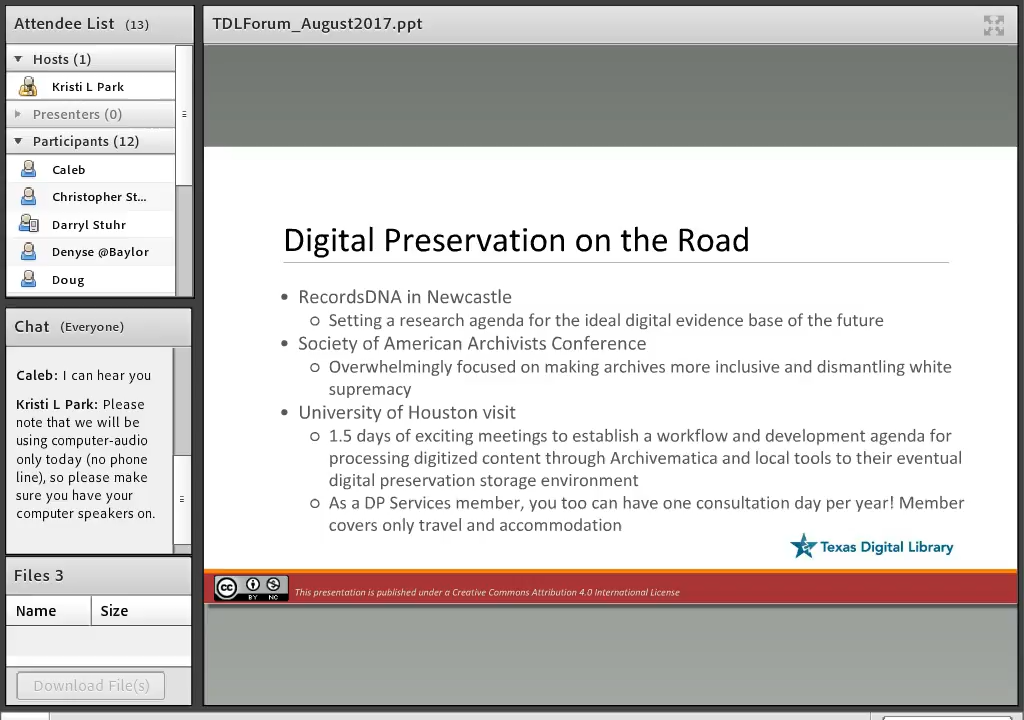 Attendee List (13)
Hosts (1)
Kristi L Park
Presenters (0)
Participants (12)
Caleb
Christopher St...
Darryl Stuhr
Denyse @Baylor
Doug
Chat (Everyone)
Caleb: I can hear you
Kristi L Park: Please
note that we will be
using computer-audio
only today (no phone
line), so please make
sure you have your
computer speakers on.
Files 3
Name Size
Download File(s)
TDLForum_August2017.ppt
Digital Preservation on the Road
• RecordsDNA in Newcastle
o Setting a research agenda for the ideal digital evidence base of the future
• Society of American Archivists Conference
o Overwhelmingly focused on making archives more inclusive and dismantling white
supremacy
• University of Houston visit
o 1.5 days of exciting meetings to establish a workflow and development agenda for
processing digitized content through Archivematica and local tools to their eventual
digital preservation storage environment
o As a DP Services member, you too can have one consultation day per year! Member
covers only travel and accommodation
Texas Digital Library
cc BY NC
This presentation is published under a Creative Commons Attribution 4.0 International License